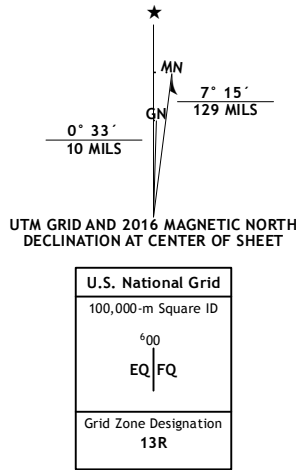 ★
MN
7° 15´
129 MILS
GN
0° 33´
10 MILS
UTM GRID AND 2016 MAGNETIC NORTH
DECLINATION AT CENTER OF SHEET
U.S. National Grid
100,000-m Square ID
⁶00
EQ FQ
Grid Zone Designation
13R